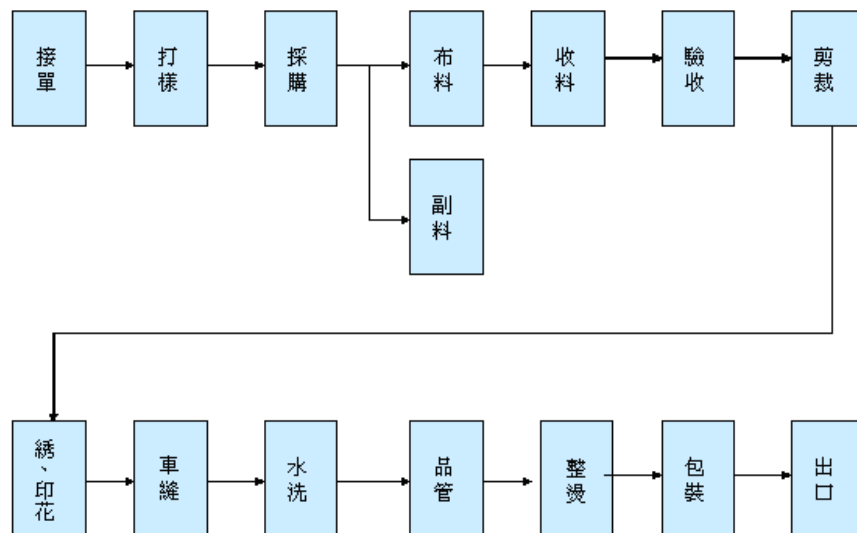 接單
打樣
採購
布料
收料
驗收
剪裁
副料
綉、印花
車縫
水洗
品管
整燙
包裝
出口